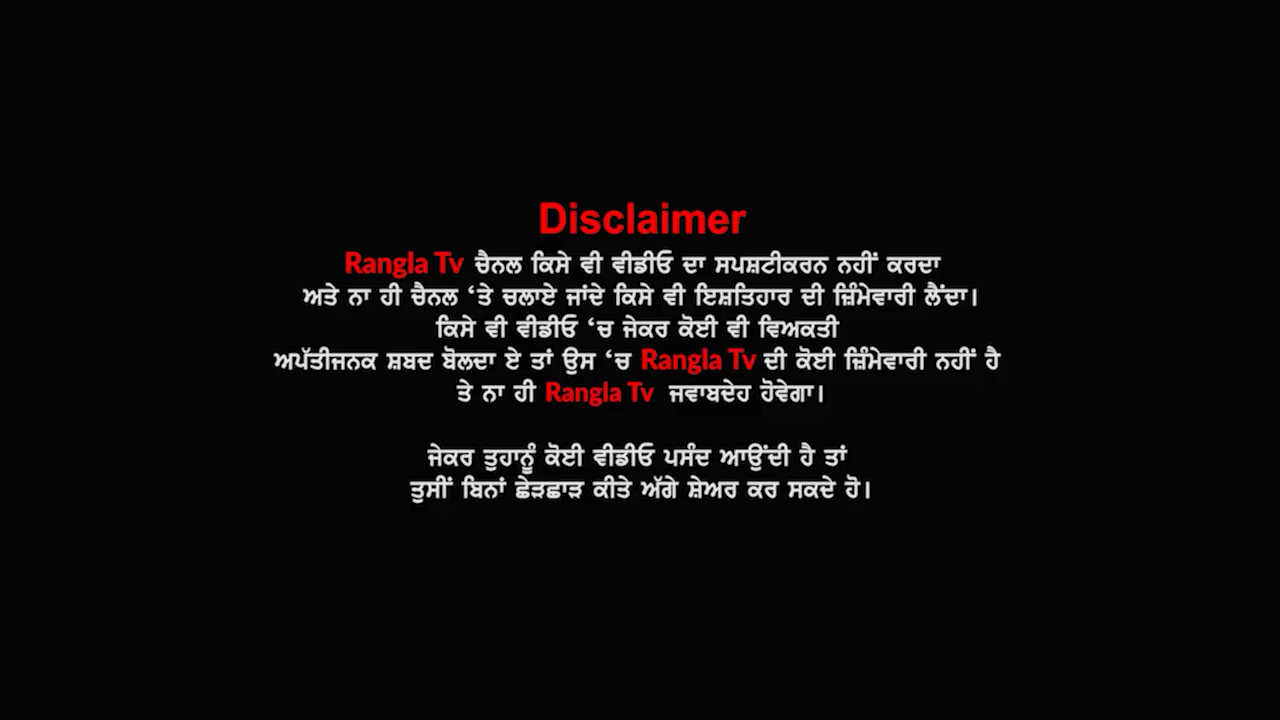 Disclaimer
Rangla Tv ਚੈਨਲ ਕਿਸੇ ਵੀ ਵੀਡੀਓ ਦਾ ਸਪਸ਼ਟੀਕਰਨ ਨਹੀਂ ਕਰਦਾ
ਅਤੇ ਨਾ ਹੀ ਚੈਨਲ ‘ਤੇ ਚਲਾਏ ਜਾਂਦੇ ਕਿਸੇ ਵੀ ਇਸ਼ਤਿਹਾਰ ਦੀ ਜ਼ਿੰਮੇਵਾਰੀ ਲੈਂਦਾ।
ਕਿਸੇ ਵੀ ਵੀਡੀਓ ‘ਚ ਜੇਕਰ ਕੋਈ ਵੀ ਵਿਅਕਤੀ
ਅਪੱਤੀਜਨਕ ਸ਼ਬਦ ਬੋਲਦਾ ਏ ਤਾਂ ਉਸ ‘ਚ Rangla Tv ਦੀ ਕੋਈ ਜ਼ਿੰਮੇਵਾਰੀ ਨਹੀਂ ਹੈ
ਤੇ ਨਾ ਹੀ Rangla Tv ਜਵਾਬਦੇਹ ਹੋਵੇਗਾ।
ਜੇਕਰ ਤੁਹਾਨੂੰ ਕੋਈ ਵੀਡੀਓ ਪਸੰਦ ਆਉਂਦੀ ਹੈ ਤਾਂ
ਤੁਸੀਂ ਬਿਨਾਂ ਛੇੜਛਾੜ ਕੀਤੇ ਅੱਗੇ ਸ਼ੇਅਰ ਕਰ ਸਕਦੇ ਹੋ।